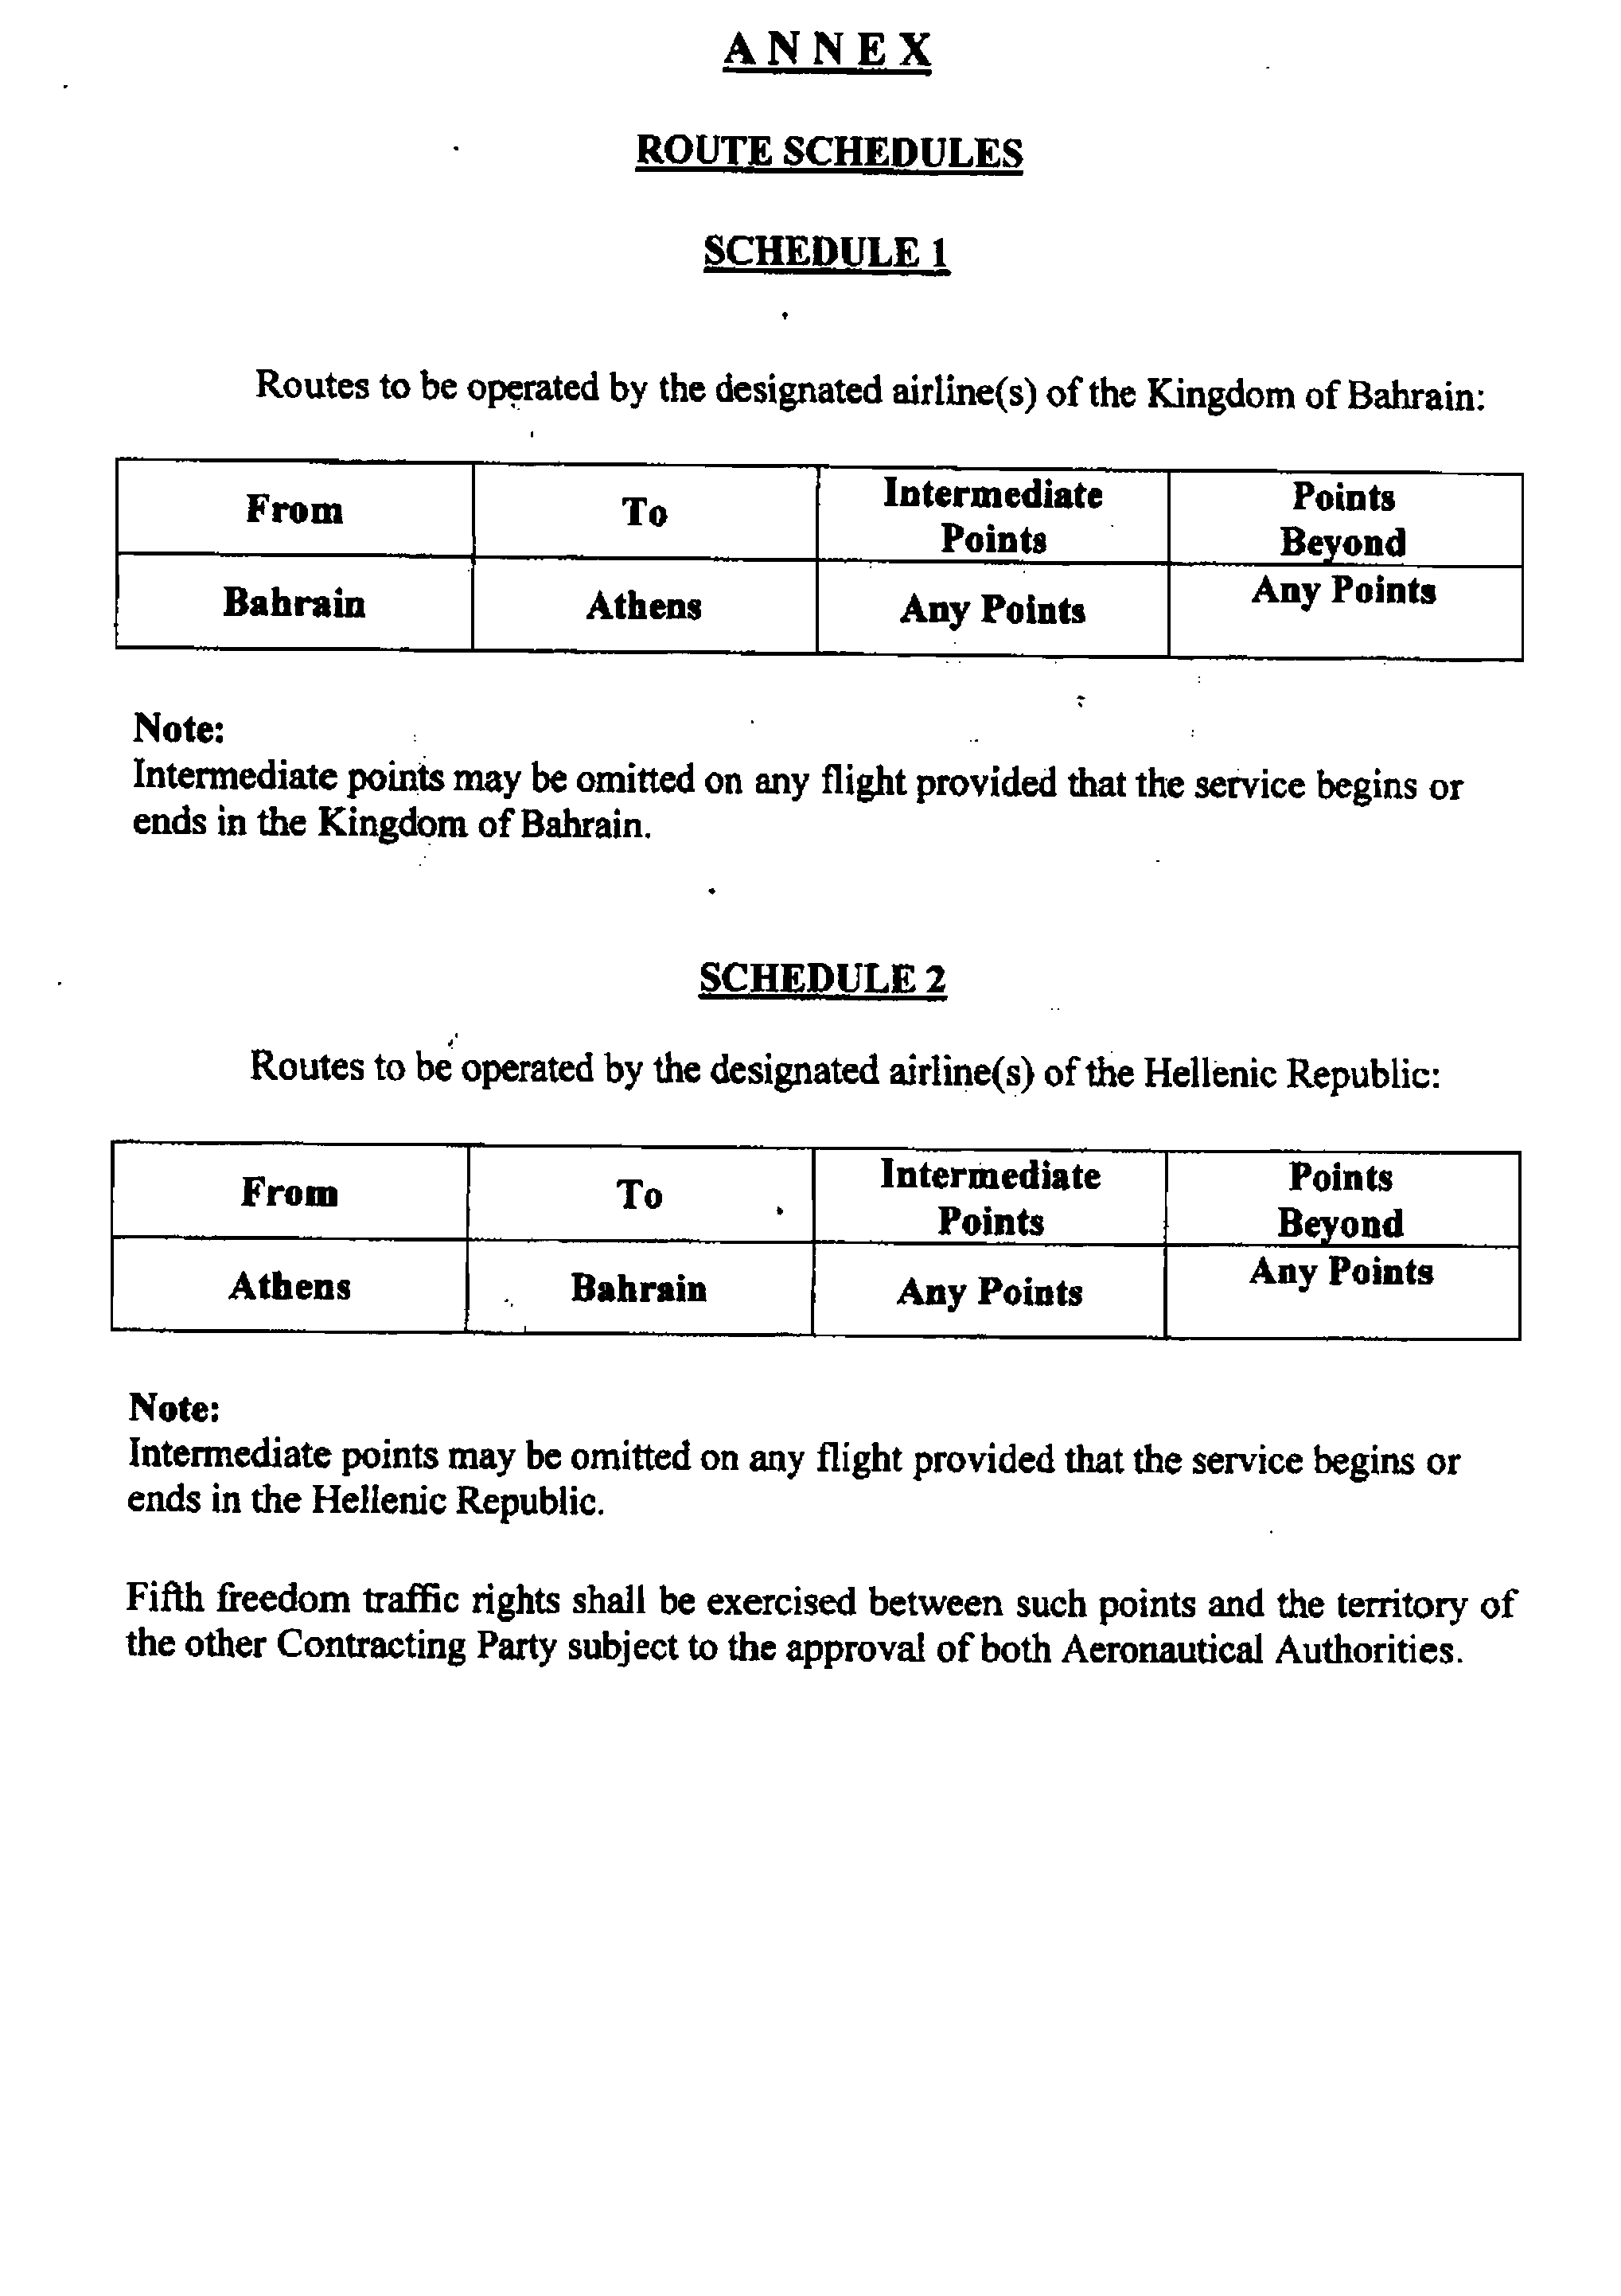 A N N E X
ROUTE SCHEDULES
SCHEDULE 1
Routes to be operated by the designated airline(s) of the Kingdom of Bahrain:
From To Intermediate Points Points Beyond
Bahrain Athens Any Points Any Points
Note:
Intermediate points may be omitted on any flight provided that the service begins or
ends in the Kingdom of Bahrain.
SCHEDULE 2
Routes to be operated by the designated airline(s) of the Hellenic Republic:
From To Intermediate Points Points Beyond
Athens Bahrain Any Points Any Points
Note:
Intermediate points may be omitted on any flight provided that the service begins or
ends in the Hellenic Republic.
Fifth freedom traffic rights shall be exercised between such points and the territory of
the other Contracting Party subject to the approval of both Aeronautical Authorities.